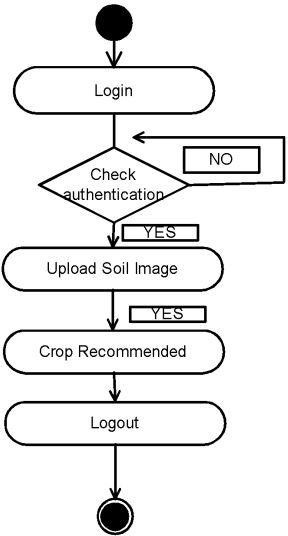 Login
NO
Check
authentication
YES
Upload Soil Image
YES
Crop Recommended
Logout